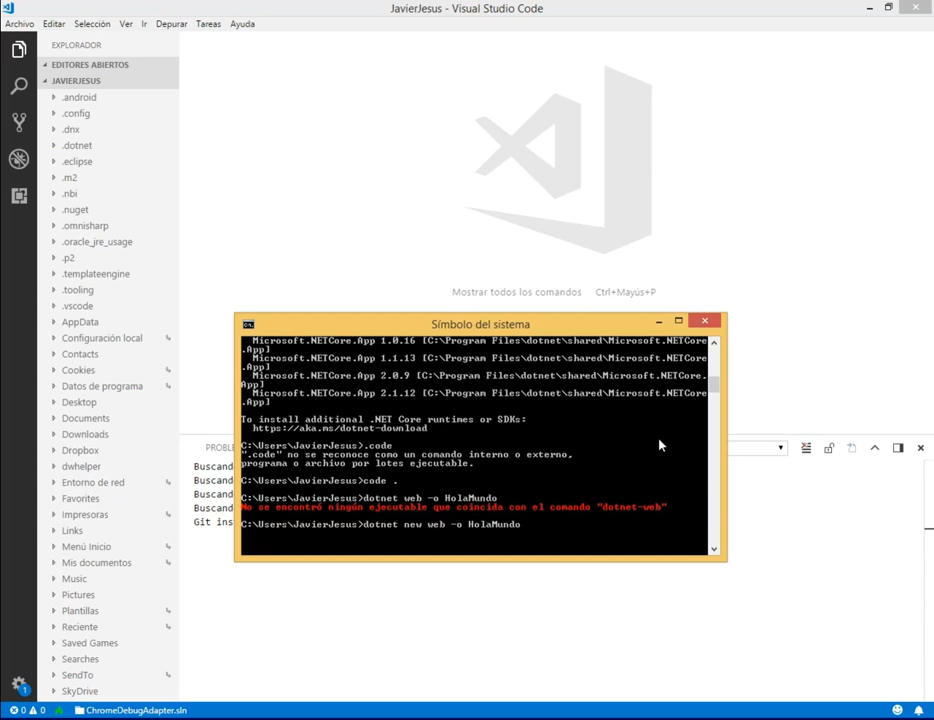 JavierJesus - Visual Studio Code
Archivo Editar Selección Ver Ir Depurar Tareas Ayuda
EXPLORADOR
EDITORES ABIERTOS
JAVIERJESUS
.android
.config
.dnx
.dotnet
.eclipse
.m2
.nbi
.nuget
.omnisharp
.oracle_jre_usage
.p2
.templateengine
.tooling
.vscode
AppData
Configuración local
Contacts
Cookies
Datos de programa
Desktop
Documents
Downloads
Dropbox
dwhelper
Entorno de red
Favorites
Impresoras
Links
Menú Inicio
Mis documentos
Music
Pictures
Plantillas
Reciente
Saved Games
Searches
SendTo
SkyDrive
Mostrar todos los comandos Ctrl+Mayús+P
PROBLE
Buscand
Buscand
Buscand
Buscand
Git ins
Símbolo del sistema
Microsoft.NETCore.App 1.0.16 [C:\Program Files\dotnet\shared\Microsoft.NETCore
.App]
Microsoft.NETCore.App 1.1.13 [C:\Program Files\dotnet\shared\Microsoft.NETCore
.App]
Microsoft.NETCore.App 2.0.9 [C:\Program Files\dotnet\shared\Microsoft.NETCore.
App]
Microsoft.NETCore.App 2.1.12 [C:\Program Files\dotnet\shared\Microsoft.NETCore
.App]
To install additional .NET Core runtimes or SDKs:
https://aka.ms/dotnet-download
C:\Users\JavierJesus>.code
".code" no se reconoce como un comando interno o externo,
programa o archivo por lotes ejecutable.
C:\Users\JavierJesus>code .
C:\Users\JavierJesus>dotnet web -o HolaMundo
No se encontró ningún ejecutable que coincida con el comando "dotnet-web"
C:\Users\JavierJesus>dotnet new web -o HolaMundo
1
0 0 ChromeDebugAdapter.sln